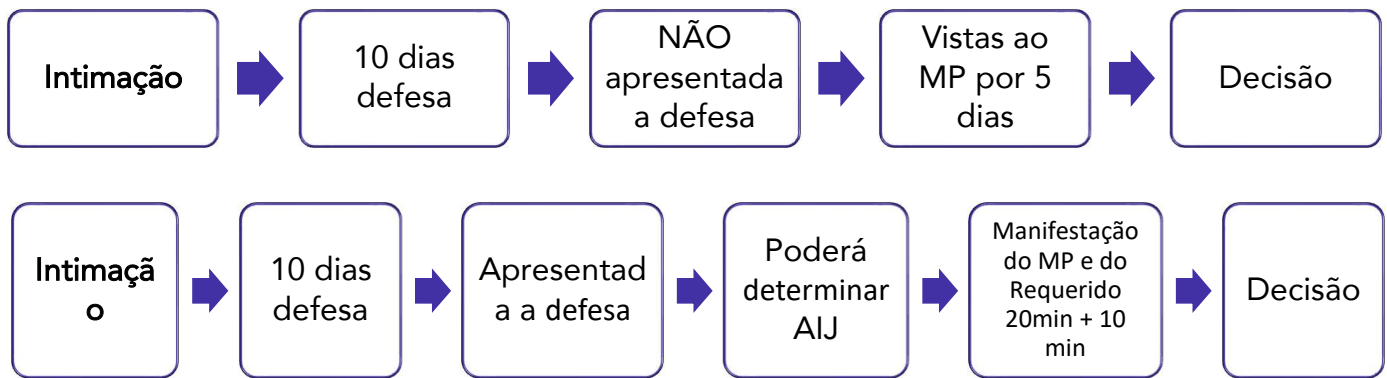 Intimação
10 dias
defesa
NÃO
apresentada
a defesa
Vistas ao
MP por 5
dias
Decisão
Intimaçã
o
10 dias
defesa
Apresentad
a a defesa
Poderá
determinar
AIJ
Manifestação
do MP e do
Requerido
20min + 10
min
Decisão